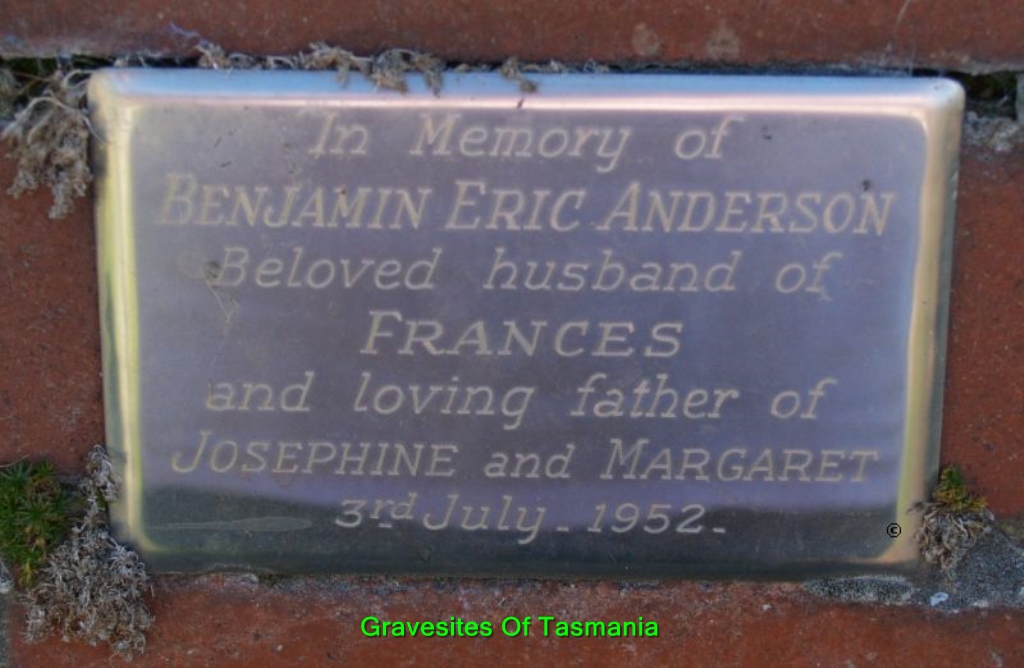 In Memory of
BENJAMIN ERIC ANDERSON
Beloved husband of
FRANCES
and loving father of
JOSEPHINE and MARGARET
3rd July - 1952 -
©
Gravesites Of Tasmania